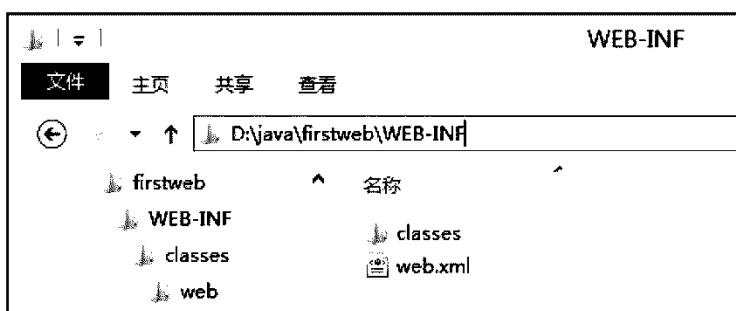 WEB-INF
文件 主页 共享 查看
D:\java\firstweb\WEB-INF
firstweb 名称
WEB-INF
classes
classes
web.xml
web